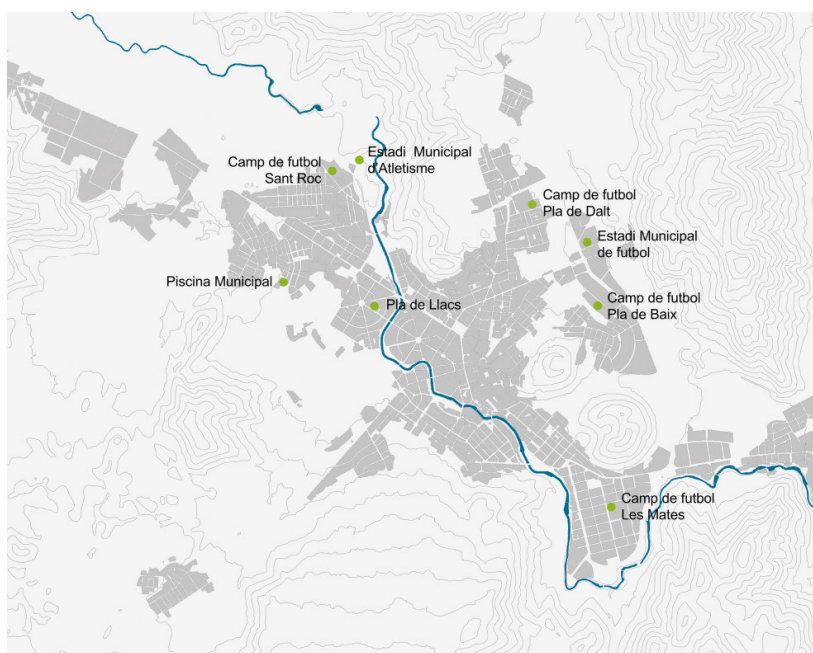 Estadi Municipal
d'Atletisme
Camp de futbol
Sant Roc
Camp de futbol
Pla de Dalt
Estadi Municipal
de futbol
Piscina Municipal
Pla de Llacs
Camp de futbol
Pla de Baix
Camp de futbol
Les Mates